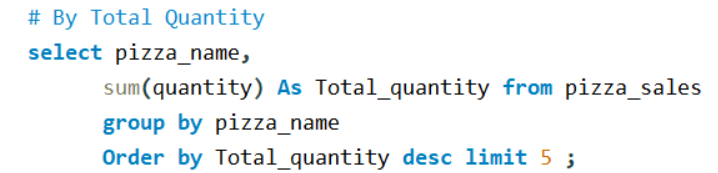 # By Total Quantity
select pizza_name,
sum(quantity) As Total_quantity from pizza_sales
group by pizza_name
Order by Total_quantity desc limit 5 ;